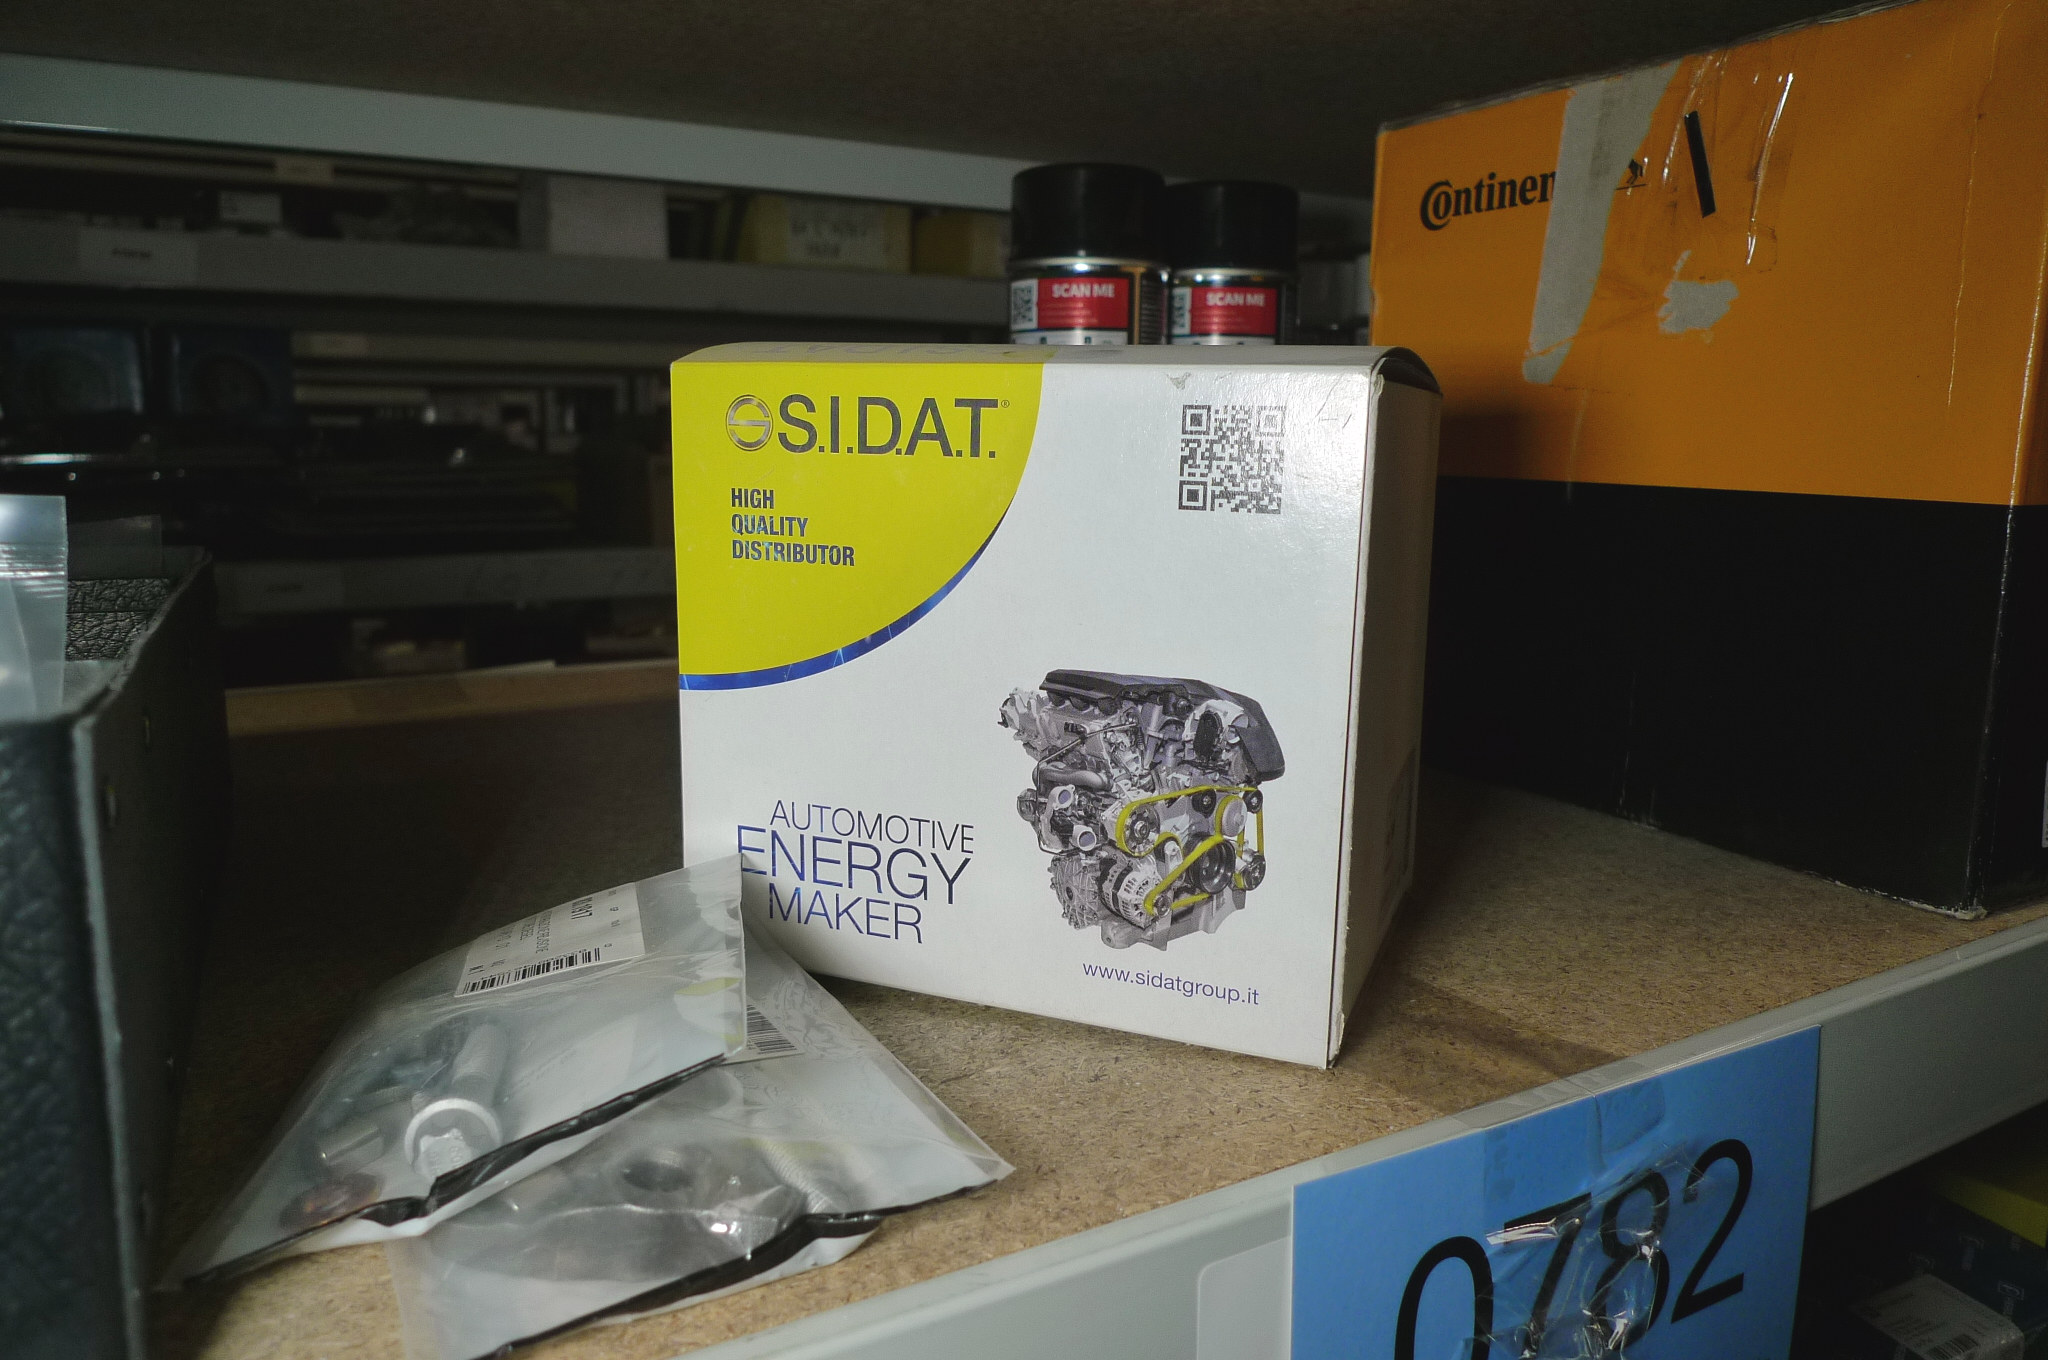 Continen
SCAN ME
SCAN ME
S.I.D.A.T.®
HIGH
QUALITY
DISTRIBUTOR
AUTOMOTIVE
ENERGY
MAKER
www.sidatgroup.it
0782